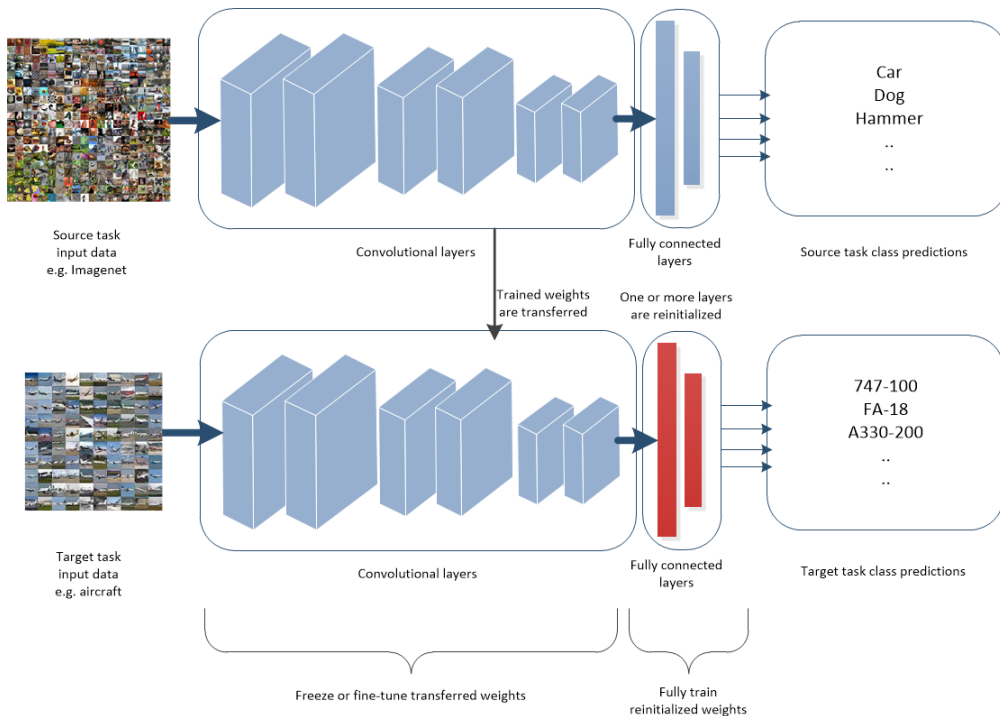 Car
Dog
Hammer
..
..
Source task
input data
e.g. Imagenet
Convolutional layers
Fully connected
layers
Source task class predictions
Trained weights
are transferred
One or more layers
are reinitialized
747-100
FA-18
A330-200
..
..
Target task
input data
e.g. aircraft
Convolutional layers
Fully connected
layers
Target task class predictions
Freeze or fine-tune transferred weights
Fully train
reinitialized weights